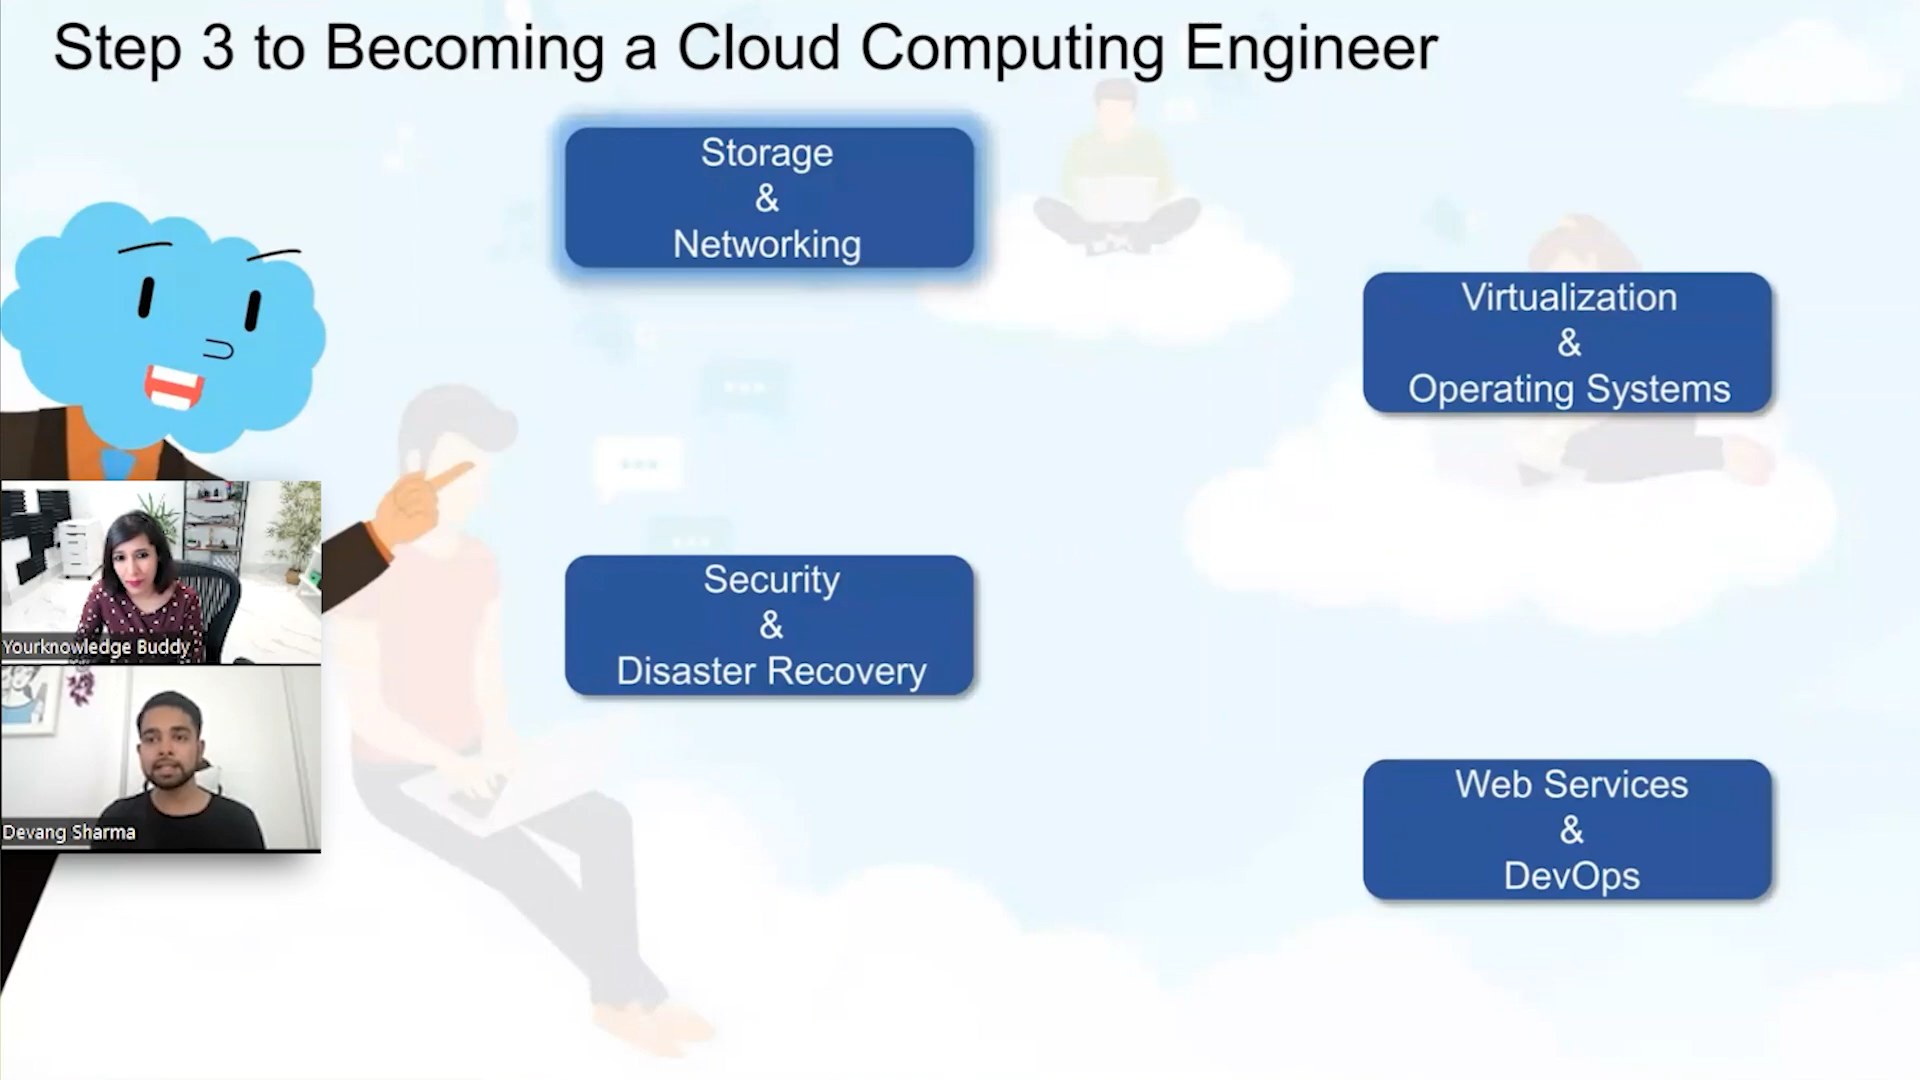 Step 3 to Becoming a Cloud Computing Engineer
Storage
&
Networking
Virtualization
&
Operating Systems
Security
&
Disaster Recovery
Web Services
&
DevOps
Yourknowledge Buddy
Devang Sharma